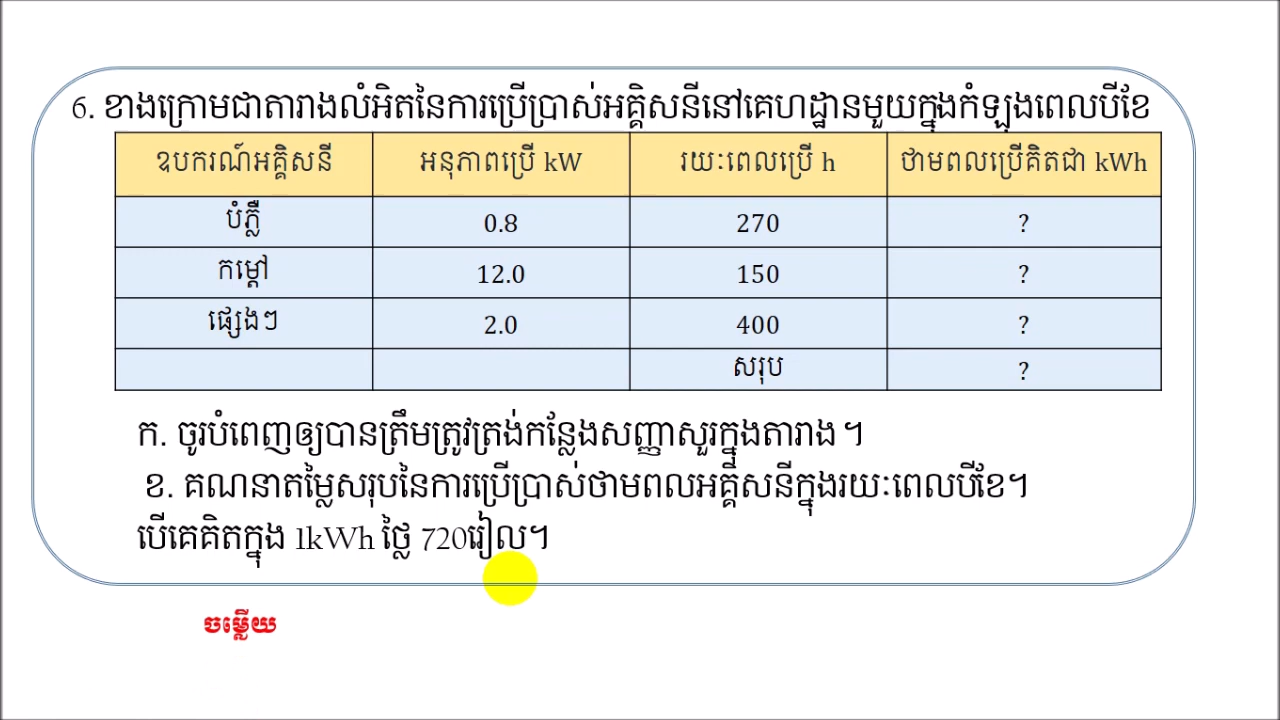 6. ខាងក្រោមជាតារាងលំអិតនៃការប្រើប្រាស់អគ្គិសនីនៅគេហដ្ឋានមួយក្នុងកំឡុងពេលបីខែ
ឧបករណ៍អគ្គិសនី អនុភាពប្រើ kW រយៈពេលប្រើ h ថាមពលប្រើគិតជា kWh
បំភ្លឺ 0.8 270 ?
កម្ដៅ 12.0 150 ?
ផ្សេងៗ 2.0 400 ?
សរុប ?
ក. ចូរបំពេញឲ្យបានត្រឹមត្រូវត្រង់កន្លែងសញ្ញាសួរក្នុងតារាង។
ខ. គណនាតម្លៃសរុបនៃការប្រើប្រាស់ថាមពលអគ្គិសនីក្នុងរយៈពេលបីខែ។
បើគេគិតក្នុង 1kWh ថ្លៃ 720រៀល។
ចម្លើយ